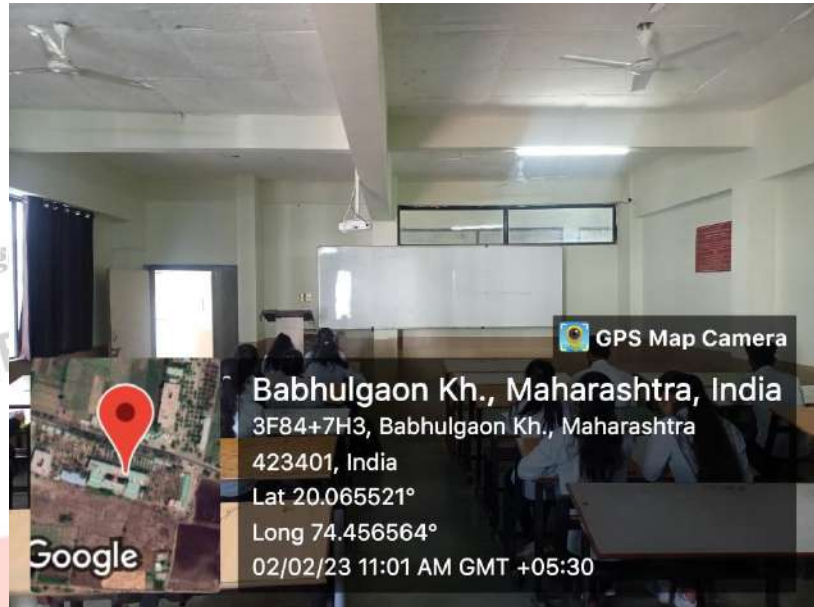 GPS Map Camera
Babhulgaon Kh., Maharashtra, India
3F84+7H3, Babhulgaon Kh., Maharashtra
423401, India
Lat 20.065521°
Long 74.456564°
02/02/23 11:01 AM GMT +05:30
Google